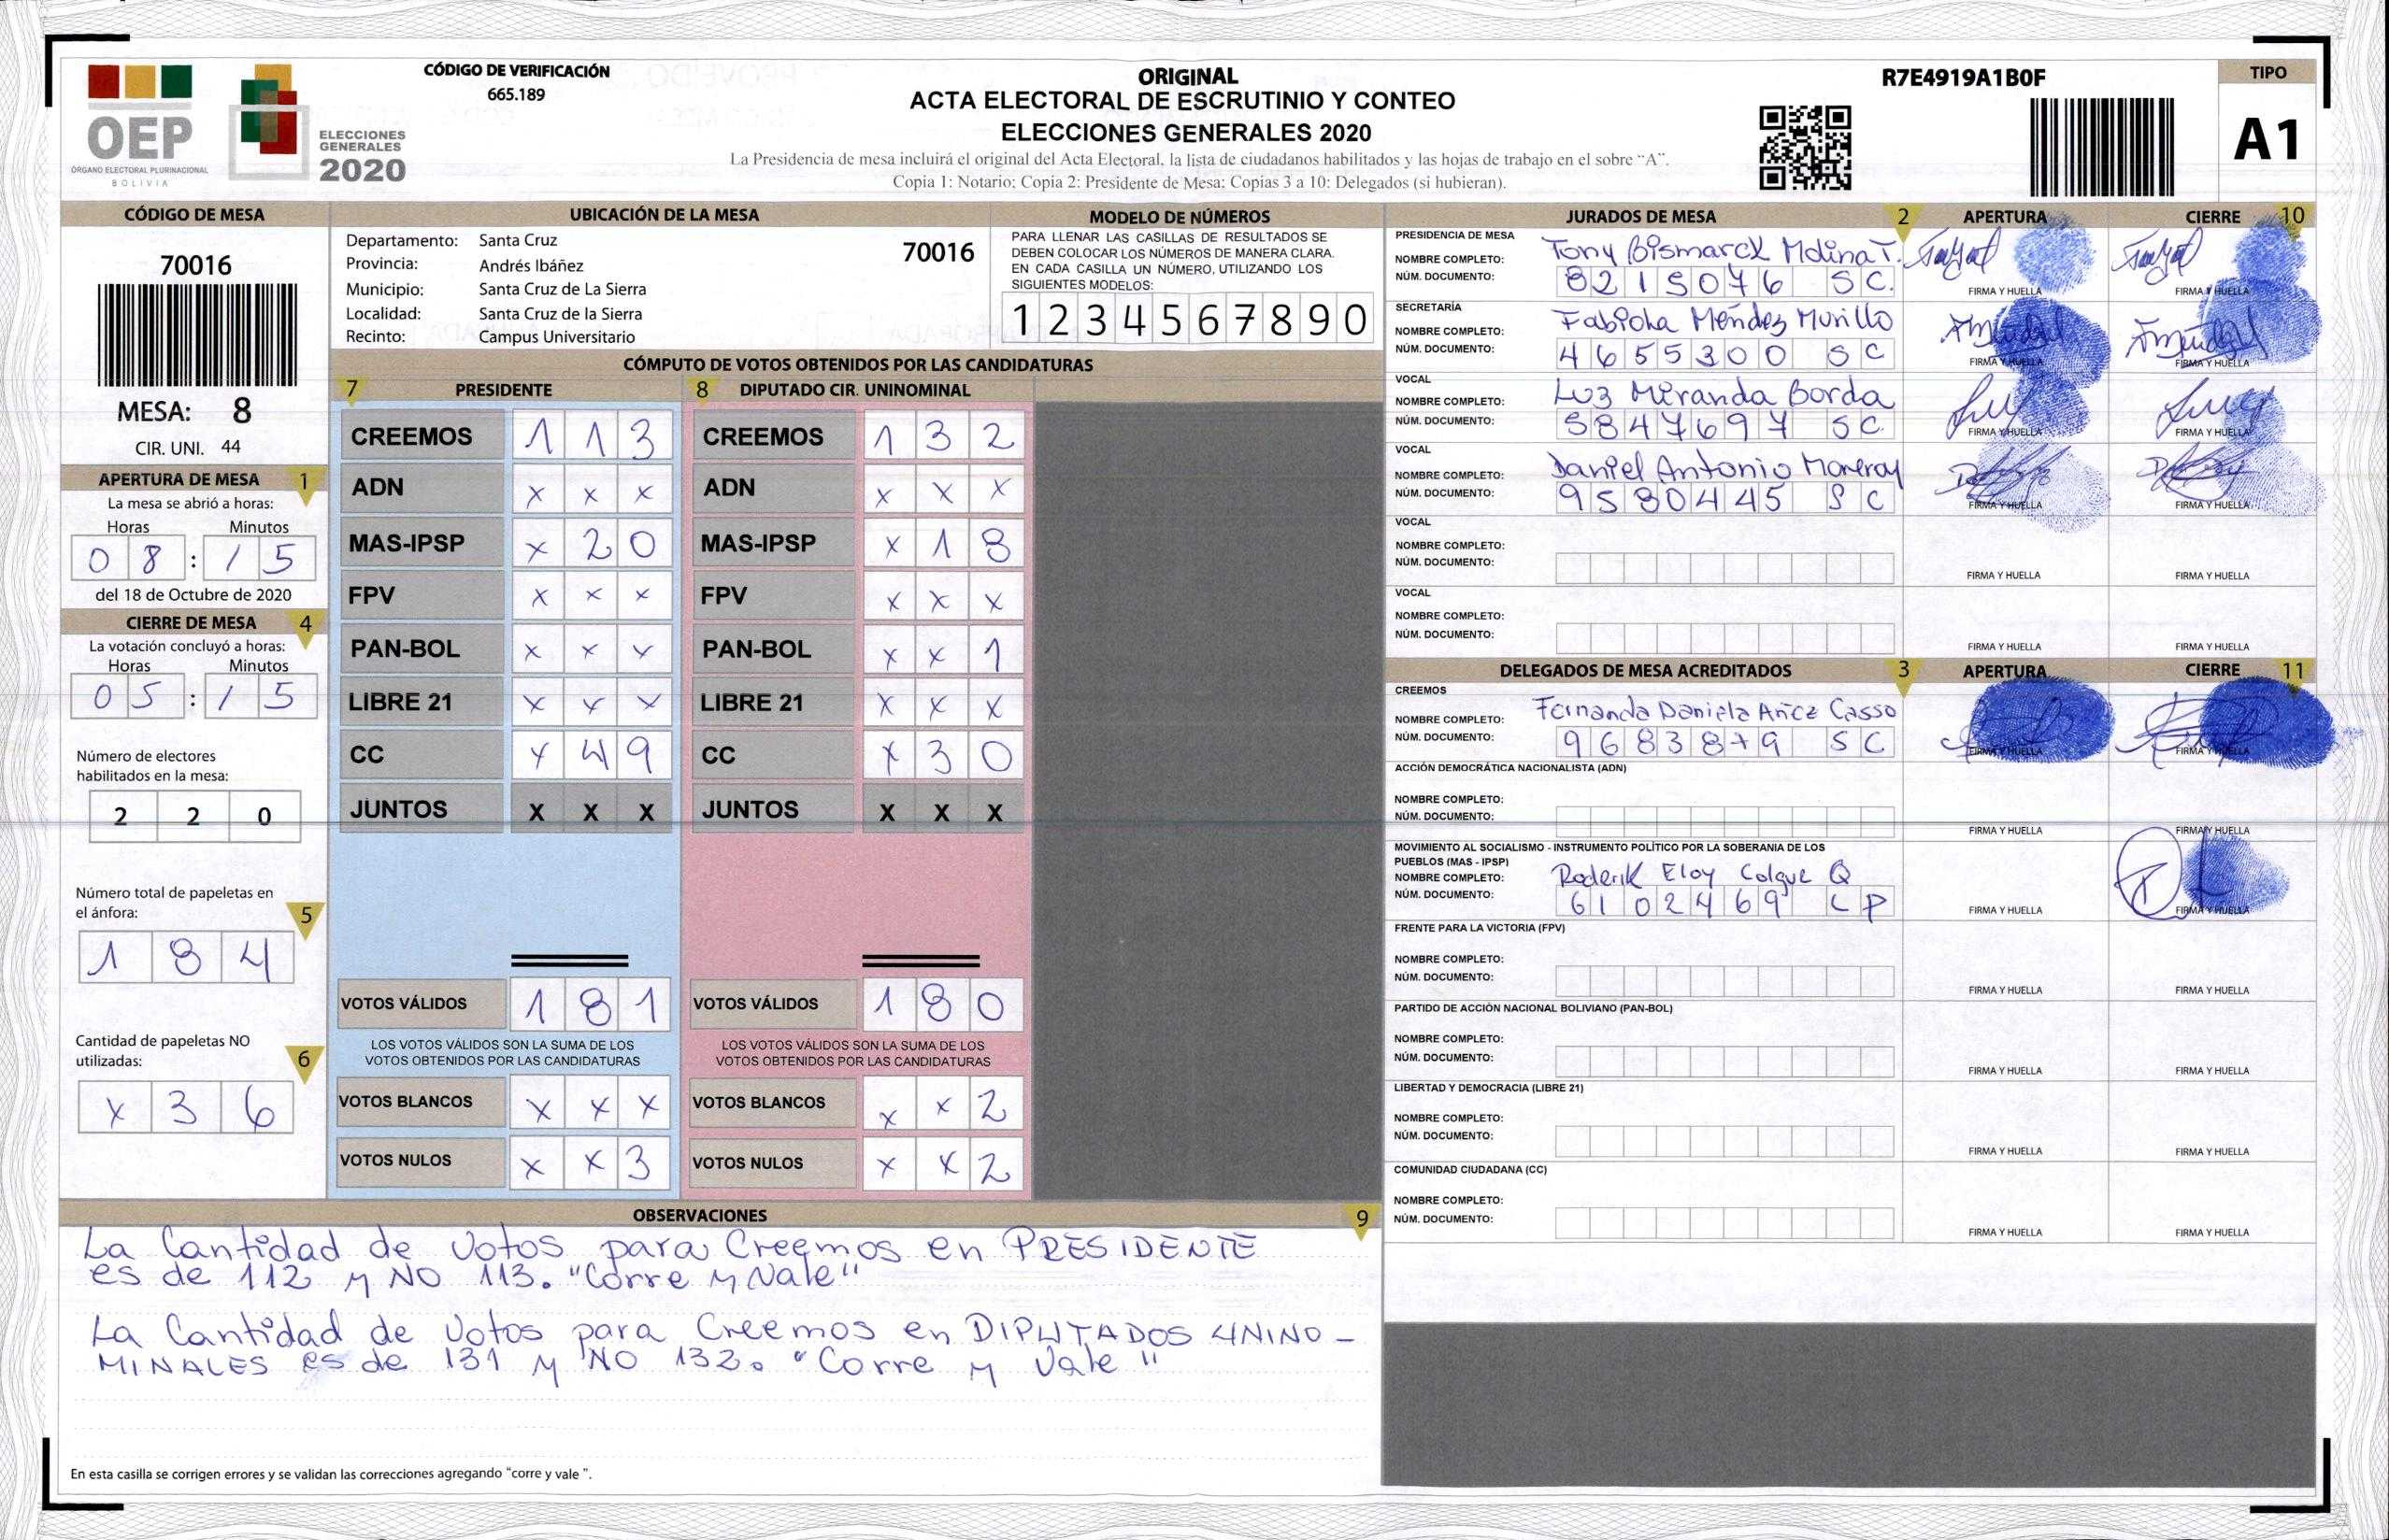 OEP
ÓRGANO ELECTORAL PLURINACIONAL
BOLIVIA
ELECCIONES
GENERALES
2020
CÓDIGO DE VERIFICACIÓN
665.189
ORIGINAL
ACTA ELECTORAL DE ESCRUTINIO Y CONTEO
ELECCIONES GENERALES 2020
La Presidencia de mesa incluirá el original del Acta Electoral, la lista de ciudadanos habilitados y las hojas de trabajo en el sobre “A”.
Copia 1: Notario; Copia 2: Presidente de Mesa; Copias 3 a 10: Delegados (si hubieran).
R7E4919A1B0F
TIPO
A1
CÓDIGO DE MESA
70016
MESA: 8
CIR. UNI. 44
APERTURA DE MESA 1
La mesa se abrió a horas:
Horas Minutos
08:15
del 18 de Octubre de 2020
CIERRE DE MESA 4
La votación concluyó a horas:
Horas Minutos
05:15
Número de electores
habilitados en la mesa:
2 2 0
Número total de papeletas en
el ánfora: 5
1 8 4
Cantidad de papeletas NO
utilizadas: 6
x 3 6
UBICACIÓN DE LA MESA
Departamento: Santa Cruz
70016
Provincia: Andrés Ibáñez
Municipio: Santa Cruz de La Sierra
Localidad: Santa Cruz de la Sierra
Recinto: Campus Universitario
MODELO DE NÚMEROS
PARA LLENAR LAS CASILLAS DE RESULTADOS SE
DEBEN COLOCAR LOS NÚMEROS DE MANERA CLARA.
EN CADA CASILLA UN NÚMERO, UTILIZANDO LOS
SIGUIENTES MODELOS:
1 2 3 4 5 6 7 8 9 0
CÓMPUTO DE VOTOS OBTENIDOS POR LAS CANDIDATURAS
7 PRESIDENTE
CREEMOS 1 1 3
ADN x x x
MAS-IPSP x 2 0
FPV x x x
PAN-BOL x x x
LIBRE 21 x x x
CC x 4 9
JUNTOS X X X
VOTOS VÁLIDOS 1 8 1
LOS VOTOS VÁLIDOS SON LA SUMA DE LOS
VOTOS OBTENIDOS POR LAS CANDIDATURAS
VOTOS BLANCOS x x x
VOTOS NULOS x x 3
8 DIPUTADO CIR. UNINOMINAL
CREEMOS 1 3 2
ADN x x x
MAS-IPSP x 1 8
FPV x x x
PAN-BOL x x 1
LIBRE 21 x x x
CC x 3 0
JUNTOS X X X
VOTOS VÁLIDOS 1 8 0
LOS VOTOS VÁLIDOS SON LA SUMA DE LOS
VOTOS OBTENIDOS POR LAS CANDIDATURAS
VOTOS BLANCOS x x 2
VOTOS NULOS x x 2
OBSERVACIONES 9
La Cantidad de Votos para Creemos en PRESIDENTE
es de 112 y NO 113. "Corre y Vale"
La Cantidad de Votos para Creemos en DIPUTADOS UNINO-
MINALES es de 131 y NO 132. "Corre y Vale"
En esta casilla se corrigen errores y se validan las correcciones agregando “corre y vale ”.
JURADOS DE MESA 2 APERTURA CIERRE 10
PRESIDENCIA DE MESA
NOMBRE COMPLETO: Tony Bismarck Molina T.
NÚM. DOCUMENTO: 8215076 SC.
FIRMA Y HUELLA FIRMA Y HUELLA
SECRETARÍA
NOMBRE COMPLETO: Fabiola Méndez Murillo
NÚM. DOCUMENTO: 4655300 SC
FIRMA Y HUELLA FIRMA Y HUELLA
VOCAL
NOMBRE COMPLETO: Luz Miranda Borda
NÚM. DOCUMENTO: 5847697 SC.
FIRMA Y HUELLA FIRMA Y HUELLA
VOCAL
NOMBRE COMPLETO: Daniel Antonio
NÚM. DOCUMENTO: 9580445 SC
FIRMA Y HUELLA FIRMA Y HUELLA
VOCAL
NOMBRE COMPLETO:
NÚM. DOCUMENTO:
FIRMA Y HUELLA FIRMA Y HUELLA
VOCAL
NOMBRE COMPLETO:
NÚM. DOCUMENTO:
FIRMA Y HUELLA FIRMA Y HUELLA
DELEGADOS DE MESA ACREDITADOS 3 APERTURA CIERRE 11
CREEMOS
NOMBRE COMPLETO: Fernanda Daniela Añez Casso
NÚM. DOCUMENTO: 9683879 SC
FIRMA Y HUELLA FIRMA Y HUELLA
ACCIÓN DEMOCRÁTICA NACIONALISTA (ADN)
NOMBRE COMPLETO:
NÚM. DOCUMENTO:
FIRMA Y HUELLA FIRMA Y HUELLA
MOVIMIENTO AL SOCIALISMO - INSTRUMENTO POLÍTICO POR LA SOBERANIA DE LOS
PUEBLOS (MAS - IPSP)
NOMBRE COMPLETO: Roderik Eloy Colque Q
NÚM. DOCUMENTO: 6102469 LP
FIRMA Y HUELLA FIRMA Y HUELLA
FRENTE PARA LA VICTORIA (FPV)
NOMBRE COMPLETO:
NÚM. DOCUMENTO:
FIRMA Y HUELLA FIRMA Y HUELLA
PARTIDO DE ACCIÓN NACIONAL BOLIVIANO (PAN-BOL)
NOMBRE COMPLETO:
NÚM. DOCUMENTO:
FIRMA Y HUELLA FIRMA Y HUELLA
LIBERTAD Y DEMOCRACIA (LIBRE 21)
NOMBRE COMPLETO:
NÚM. DOCUMENTO:
FIRMA Y HUELLA FIRMA Y HUELLA
COMUNIDAD CIUDADANA (CC)
NOMBRE COMPLETO:
NÚM. DOCUMENTO:
FIRMA Y HUELLA FIRMA Y HUELLA